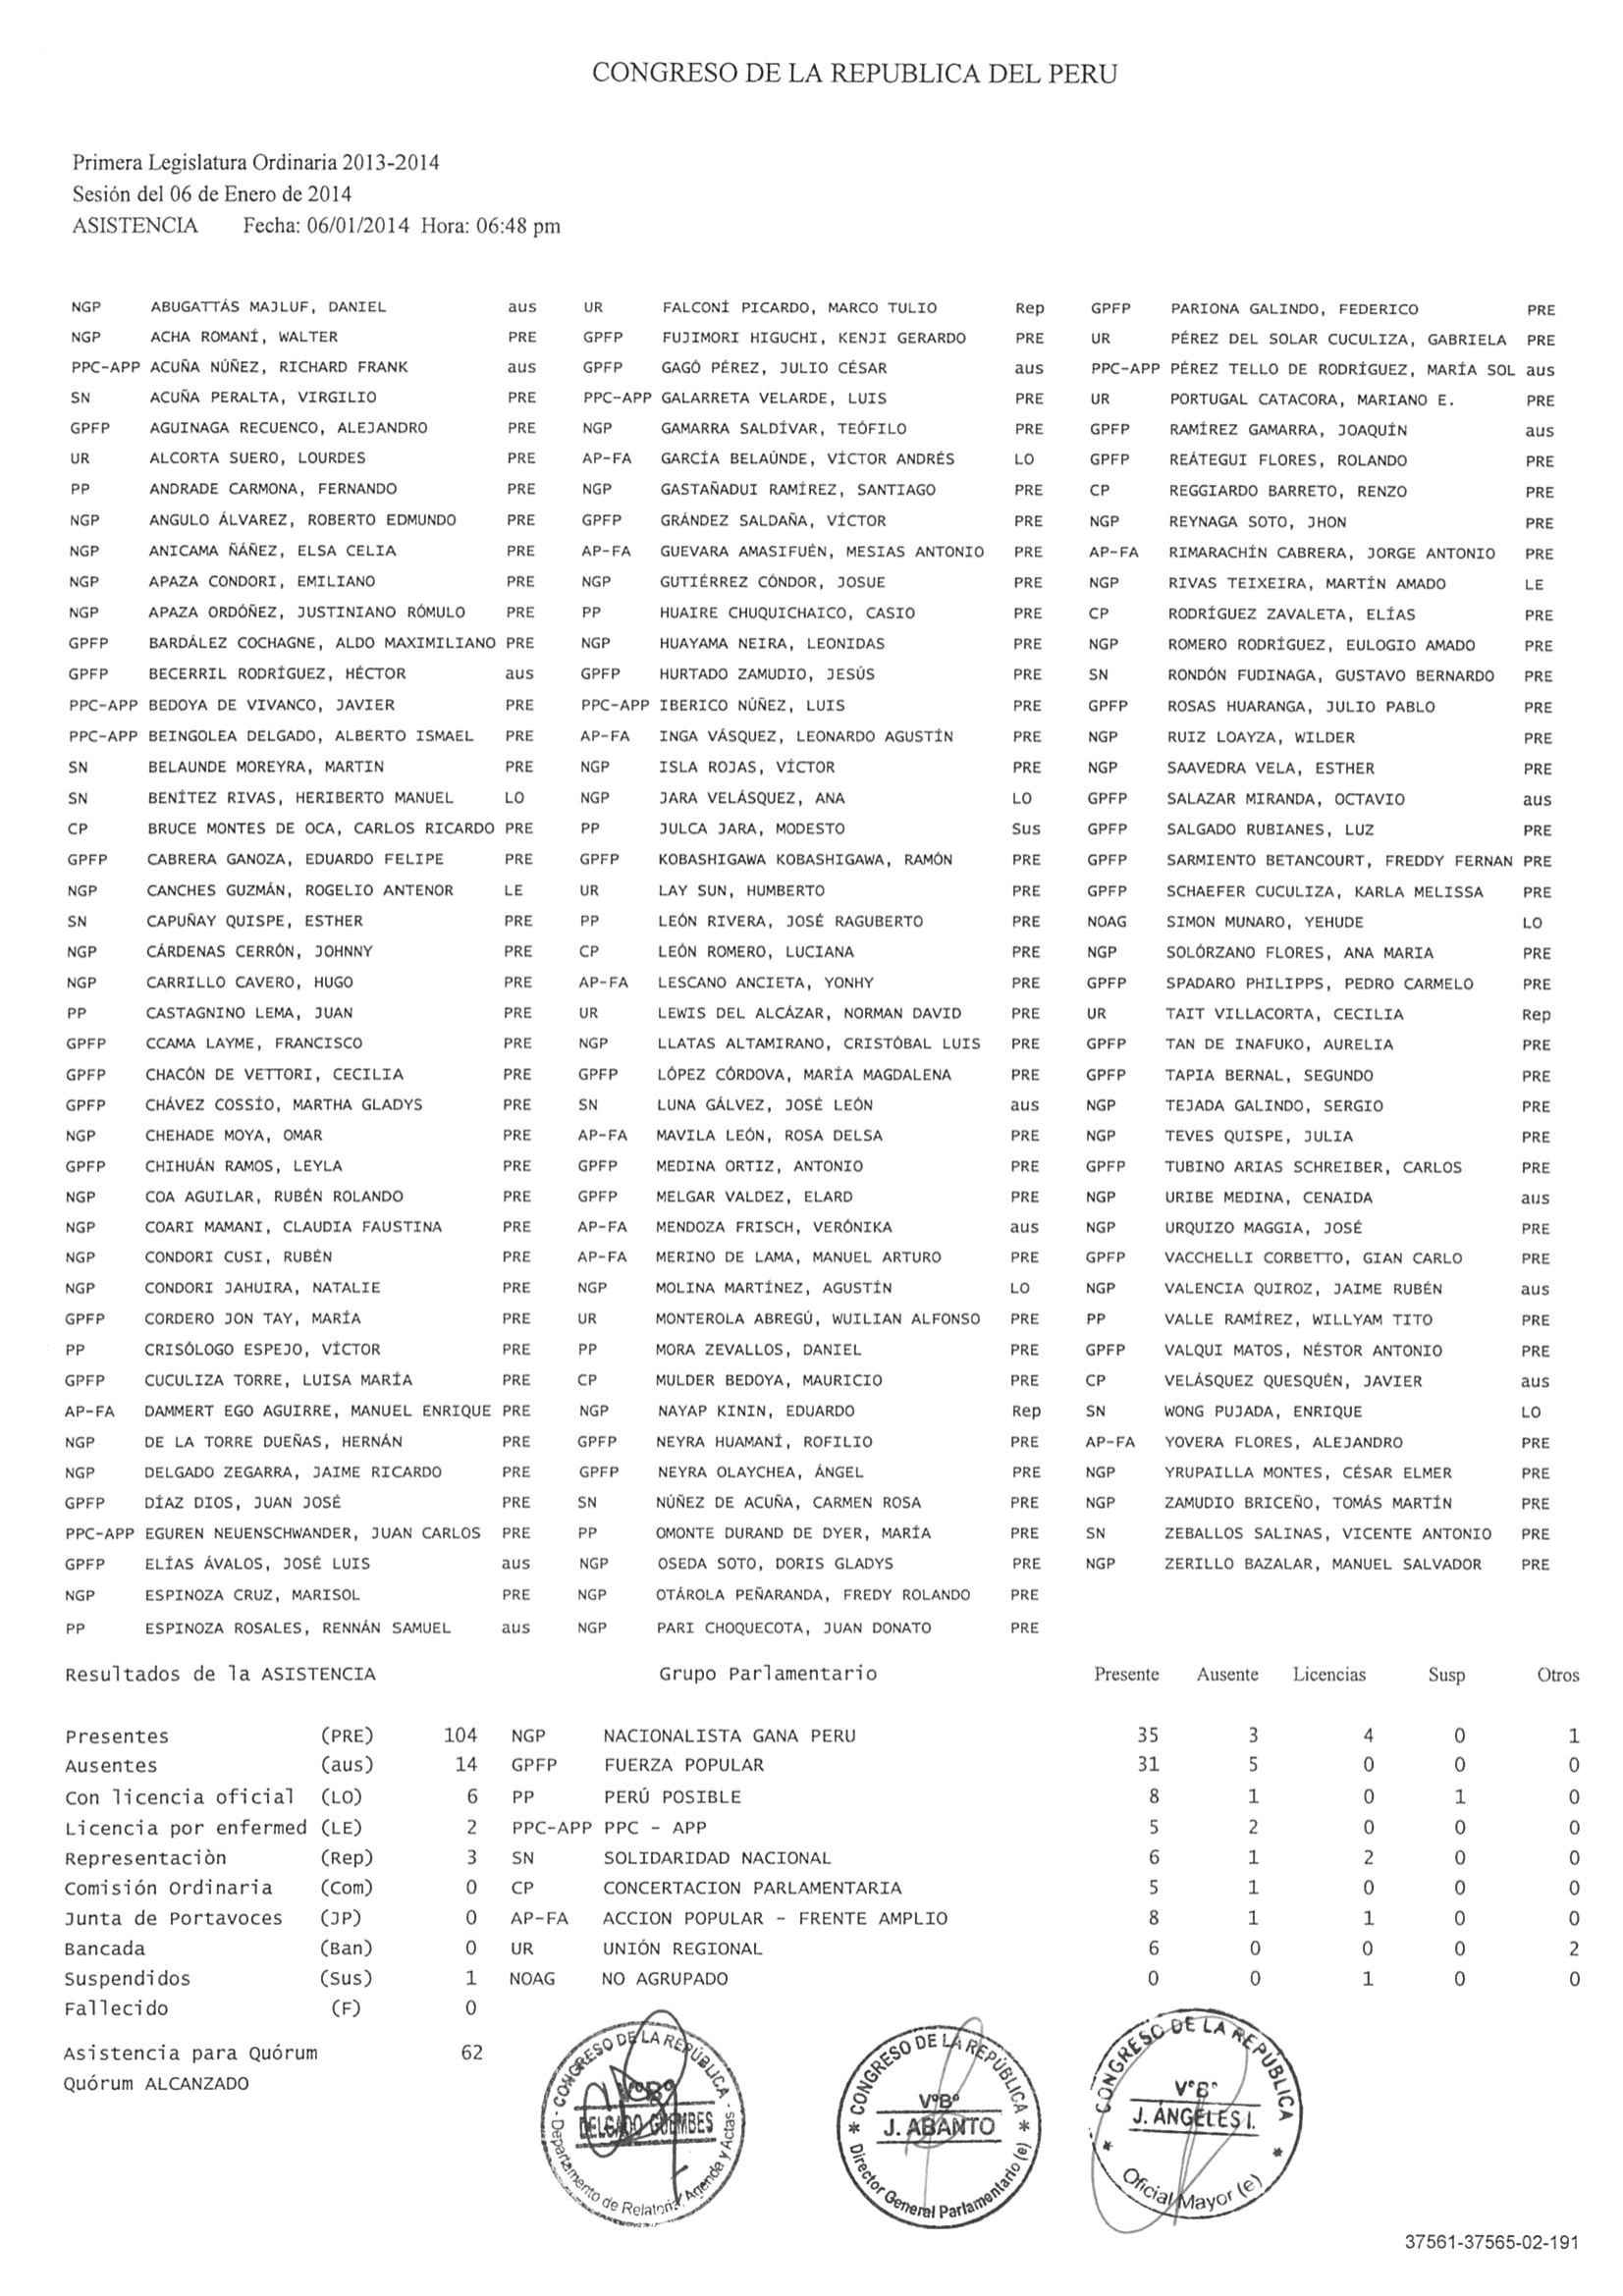 CONGRESO DE LA REPUBLICA DEL PERU
Primera Legislatura Ordinaria 2013-2014
Sesión del 06 de Enero de 2014
ASISTENCIA Fecha: 06/01/2014 Hora: 06:48 pm
NGP ABUGATTÁS MAJLUF, DANIEL aus UR FALCONÍ PICARDO, MARCO TULIO Rep GPFP PARIONA GALINDO, FEDERICO PRE
NGP ACHA ROMANÍ, WALTER PRE GPFP FUJIMORI HIGUCHI, KENJI GERARDO PRE UR PÉREZ DEL SOLAR CUCULIZA, GABRIELA PRE
PPC-APP ACUÑA NÚÑEZ, RICHARD FRANK aus GPFP GAGÓ PÉREZ, JULIO CÉSAR aus PPC-APP PÉREZ TELLO DE RODRÍGUEZ, MARÍA SOL aus
SN ACUÑA PERALTA, VIRGILIO PRE PPC-APP GALARRETA VELARDE, LUIS PRE UR PORTUGAL CATACORA, MARIANO E. PRE
GPFP AGUINAGA RECUENCO, ALEJANDRO PRE NGP GAMARRA SALDÍVAR, TEÓFILO PRE GPFP RAMÍREZ GAMARRA, JOAQUÍN aus
UR ALCORTA SUERO, LOURDES PRE AP-FA GARCÍA BELAÚNDE, VÍCTOR ANDRÉS LO GPFP REÁTEGUI FLORES, ROLANDO PRE
PP ANDRADE CARMONA, FERNANDO PRE NGP GASTAÑADUI RAMÍREZ, SANTIAGO PRE CP REGGIARDO BARRETO, RENZO PRE
NGP ANGULO ÁLVAREZ, ROBERTO EDMUNDO PRE GPFP GRÁNDEZ SALDAÑA, VÍCTOR PRE NGP REYNAGA SOTO, JHON PRE
NGP ANICAMA ÑÁÑEZ, ELSA CELIA PRE AP-FA GUEVARA AMASIFUÉN, MESIAS ANTONIO PRE AP-FA RIMARACHÍN CABRERA, JORGE ANTONIO PRE
NGP APAZA CONDORI, EMILIANO PRE NGP GUTIÉRREZ CÓNDOR, JOSUE PRE NGP RIVAS TEIXEIRA, MARTÍN AMADO LE
NGP APAZA ORDÓÑEZ, JUSTINIANO RÓMULO PRE PP HUAIRE CHUQUICHAICO, CASIO PRE CP RODRÍGUEZ ZAVALETA, ELÍAS PRE
GPFP BARDÁLEZ COCHAGNE, ALDO MAXIMILIANO PRE NGP HUAYAMA NEIRA, LEONIDAS PRE NGP ROMERO RODRÍGUEZ, EULOGIO AMADO PRE
GPFP BECERRIL RODRÍGUEZ, HÉCTOR aus GPFP HURTADO ZAMUDIO, JESÚS PRE SN RONDÓN FUDINAGA, GUSTAVO BERNARDO PRE
PPC-APP BEDOYA DE VIVANCO, JAVIER PRE PPC-APP IBERICO NÚÑEZ, LUIS PRE GPFP ROSAS HUARANGA, JULIO PABLO PRE
PPC-APP BEINGOLEA DELGADO, ALBERTO ISMAEL PRE AP-FA INGA VÁSQUEZ, LEONARDO AGUSTÍN PRE NGP RUIZ LOAYZA, WILDER PRE
SN BELAUNDE MOREYRA, MARTIN PRE NGP ISLA ROJAS, VÍCTOR PRE NGP SAAVEDRA VELA, ESTHER PRE
SN BENÍTEZ RIVAS, HERIBERTO MANUEL LO NGP JARA VELÁSQUEZ, ANA LO GPFP SALAZAR MIRANDA, OCTAVIO aus
CP BRUCE MONTES DE OCA, CARLOS RICARDO PRE PP JULCA JARA, MODESTO Sus GPFP SALGADO RUBIANES, LUZ PRE
GPFP CABRERA GANOZA, EDUARDO FELIPE PRE GPFP KOBASHIGAWA KOBASHIGAWA, RAMÓN PRE GPFP SARMIENTO BETANCOURT, FREDDY FERNAN PRE
NGP CANCHES GUZMÁN, ROGELIO ANTENOR LE UR LAY SUN, HUMBERTO PRE GPFP SCHAEFER CUCULIZA, KARLA MELISSA PRE
SN CAPUÑAY QUISPE, ESTHER PRE PP LEÓN RIVERA, JOSÉ RAGUBERTO PRE NOAG SIMON MUNARO, YEHUDE LO
NGP CÁRDENAS CERRÓN, JOHNNY PRE CP LEÓN ROMERO, LUCIANA PRE NGP SOLÓRZANO FLORES, ANA MARIA PRE
NGP CARRILLO CAVERO, HUGO PRE AP-FA LESCANO ANCIETA, YONHY PRE GPFP SPADARO PHILIPPS, PEDRO CARMELO PRE
PP CASTAGNINO LEMA, JUAN PRE UR LEWIS DEL ALCÁZAR, NORMAN DAVID PRE UR TAIT VILLACORTA, CECILIA Rep
GPFP CCAMA LAYME, FRANCISCO PRE NGP LLATAS ALTAMIRANO, CRISTÓBAL LUIS PRE GPFP TAN DE INAFUKO, AURELIA PRE
GPFP CHACÓN DE VETTORI, CECILIA PRE GPFP LÓPEZ CÓRDOVA, MARÍA MAGDALENA PRE GPFP TAPIA BERNAL, SEGUNDO PRE
GPFP CHÁVEZ COSSÍO, MARTHA GLADYS PRE SN LUNA GÁLVEZ, JOSÉ LEÓN aus NGP TEJADA GALINDO, SERGIO PRE
NGP CHEHADE MOYA, OMAR PRE AP-FA MAVILA LEÓN, ROSA DELSA PRE NGP TEVES QUISPE, JULIA PRE
GPFP CHIHUÁN RAMOS, LEYLA PRE GPFP MEDINA ORTIZ, ANTONIO PRE GPFP TUBINO ARIAS SCHREIBER, CARLOS PRE
NGP COA AGUILAR, RUBÉN ROLANDO PRE GPFP MELGAR VALDEZ, ELARD PRE NGP URIBE MEDINA, CENAIDA aus
NGP COARI MAMANI, CLAUDIA FAUSTINA PRE AP-FA MENDOZA FRISCH, VERÓNIKA aus NGP URQUIZO MAGGIA, JOSÉ PRE
NGP CONDORI CUSI, RUBÉN PRE AP-FA MERINO DE LAMA, MANUEL ARTURO PRE GPFP VACCHELLI CORBETTO, GIAN CARLO PRE
NGP CONDORI JAHUIRA, NATALIE PRE NGP MOLINA MARTÍNEZ, AGUSTÍN LO NGP VALENCIA QUIROZ, JAIME RUBÉN aus
GPFP CORDERO JON TAY, MARÍA PRE UR MONTEROLA ABREGÚ, WUILIAN ALFONSO PRE PP VALLE RAMÍREZ, WILLYAM TITO PRE
PP CRISÓLOGO ESPEJO, VÍCTOR PRE PP MORA ZEVALLOS, DANIEL PRE GPFP VALQUI MATOS, NÉSTOR ANTONIO PRE
GPFP CUCULIZA TORRE, LUISA MARÍA PRE CP MULDER BEDOYA, MAURICIO PRE CP VELÁSQUEZ QUESQUÉN, JAVIER aus
AP-FA DAMMERT EGO AGUIRRE, MANUEL ENRIQUE PRE NGP NAYAP KININ, EDUARDO Rep SN WONG PUJADA, ENRIQUE LO
NGP DE LA TORRE DUEÑAS, HERNÁN PRE GPFP NEYRA HUAMANÍ, ROFILIO PRE AP-FA YOVERA FLORES, ALEJANDRO PRE
NGP DELGADO ZEGARRA, JAIME RICARDO PRE GPFP NEYRA OLAYCHEA, ÁNGEL PRE NGP YRUPAILLA MONTES, CÉSAR ELMER PRE
GPFP DÍAZ DIOS, JUAN JOSÉ PRE SN NÚÑEZ DE ACUÑA, CARMEN ROSA PRE NGP ZAMUDIO BRICEÑO, TOMÁS MARTÍN PRE
PPC-APP EGUREN NEUENSCHWANDER, JUAN CARLOS PRE PP OMONTE DURAND DE DYER, MARÍA PRE SN ZEBALLOS SALINAS, VICENTE ANTONIO PRE
GPFP ELÍAS ÁVALOS, JOSÉ LUIS aus NGP OSEDA SOTO, DORIS GLADYS PRE NGP ZERILLO BAZALAR, MANUEL SALVADOR PRE
NGP ESPINOZA CRUZ, MARISOL PRE NGP OTÁROLA PEÑARANDA, FREDY ROLANDO PRE
PP ESPINOZA ROSALES, RENNÁN SAMUEL aus NGP PARI CHOQUECOTA, JUAN DONATO PRE
Resultados de la ASISTENCIA Grupo Parlamentario Presente Ausente Licencias Susp Otros
Presentes (PRE) 104 NGP NACIONALISTA GANA PERU 35 3 4 0 1
Ausentes (aus) 14 GPFP FUERZA POPULAR 31 5 0 0 0
Con licencia oficial (LO) 6 PP PERÚ POSIBLE 8 1 0 1 0
Licencia por enfermed (LE) 2 PPC-APP PPC - APP 5 2 0 0 0
Representaciòn (Rep) 3 SN SOLIDARIDAD NACIONAL 6 1 2 0 0
Comisión Ordinaria (Com) 0 CP CONCERTACION PARLAMENTARIA 5 1 0 0 0
Junta de Portavoces (JP) 0 AP-FA ACCION POPULAR - FRENTE AMPLIO 8 1 1 0 0
Bancada (Ban) 0 UR UNIÓN REGIONAL 6 0 0 0 2
Suspendidos (Sus) 1 NOAG NO AGRUPADO 0 0 1 0 0
Fallecido (F) 0
Asistencia para Quórum 62
Quórum ALCANZADO
- CONGRESO DE LA REPÚBLICA -
VºBº
DELGADO GUEMBES
Departamento de Relatoría, Agenda y Actas
* CONGRESO DE LA REPÚBLICA *
VºBº
J. ABANTO
Director General Parlamentario (e)
* CONGRESO DE LA REPÚBLICA *
VºBº
J. ÁNGELES I.
Oficial Mayor (e)
37561-37565-02-191